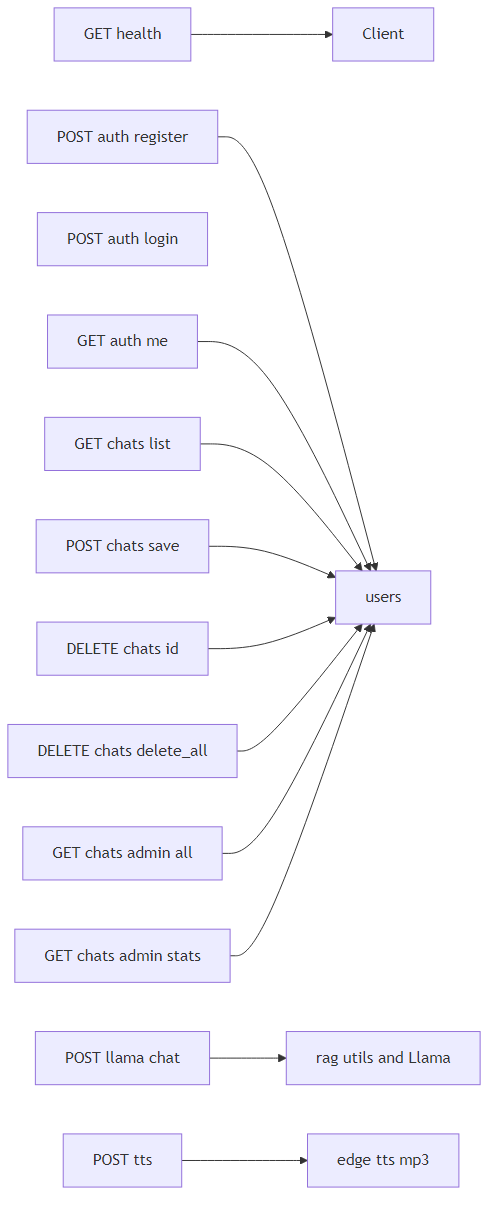 GET health
Client
POST auth register
POST auth login
GET auth me
GET chats list
POST chats save
users
DELETE chats id
DELETE chats delete_all
GET chats admin all
GET chats admin stats
POST llama chat
rag utils and Llama
POST tts
edge tts mp3